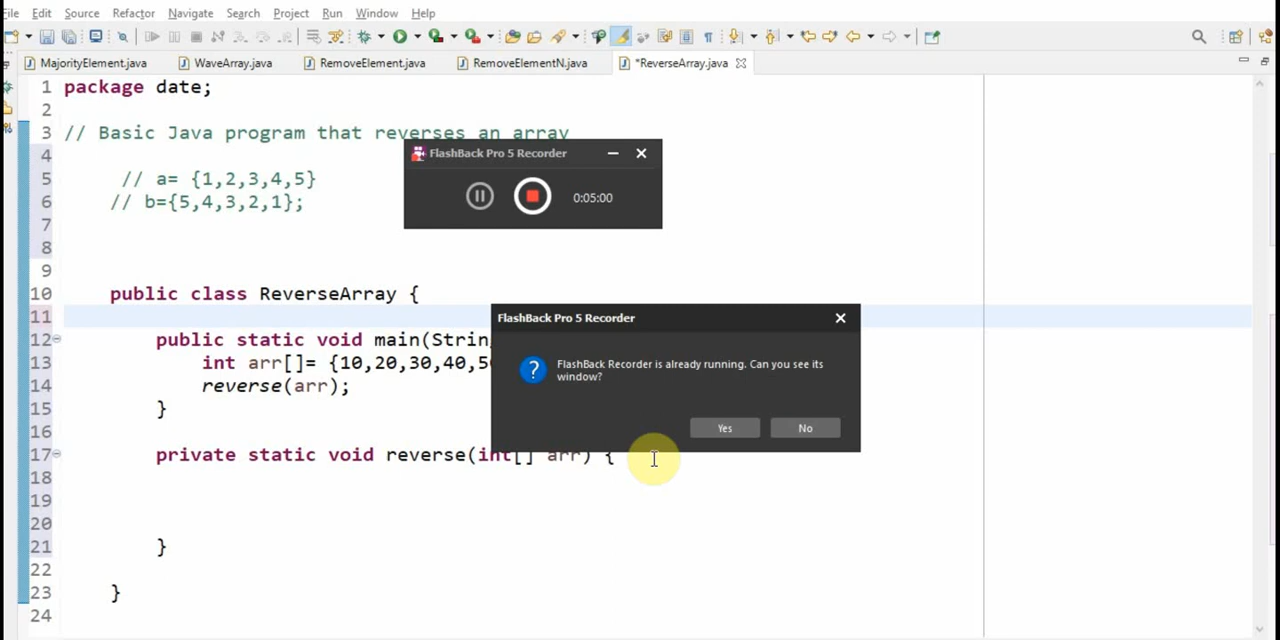 File Edit Source Refactor Navigate Search Project Run Window Help
MajorityElement.java WaveArray.java RemoveElement.java RemoveElementN.java *ReverseArray.java
1 package date;
2
3 // Basic Java program that reverses an array
FlashBack Pro 5 Recorder
4
5 // a= {1,2,3,4,5}
6 // b={5,4,3,2,1};
0:05:00
7
8
9
10 public class ReverseArray {
11
FlashBack Pro 5 Recorder
12 public static void main(Strin
13 int arr[]= {10,20,30,40,50
FlashBack Recorder is already running. Can you see its
window?
14 reverse(arr);
15 }
Yes No
16
17 private static void reverse(int[] arr) {
18
19
20
21 }
22
23 }
24